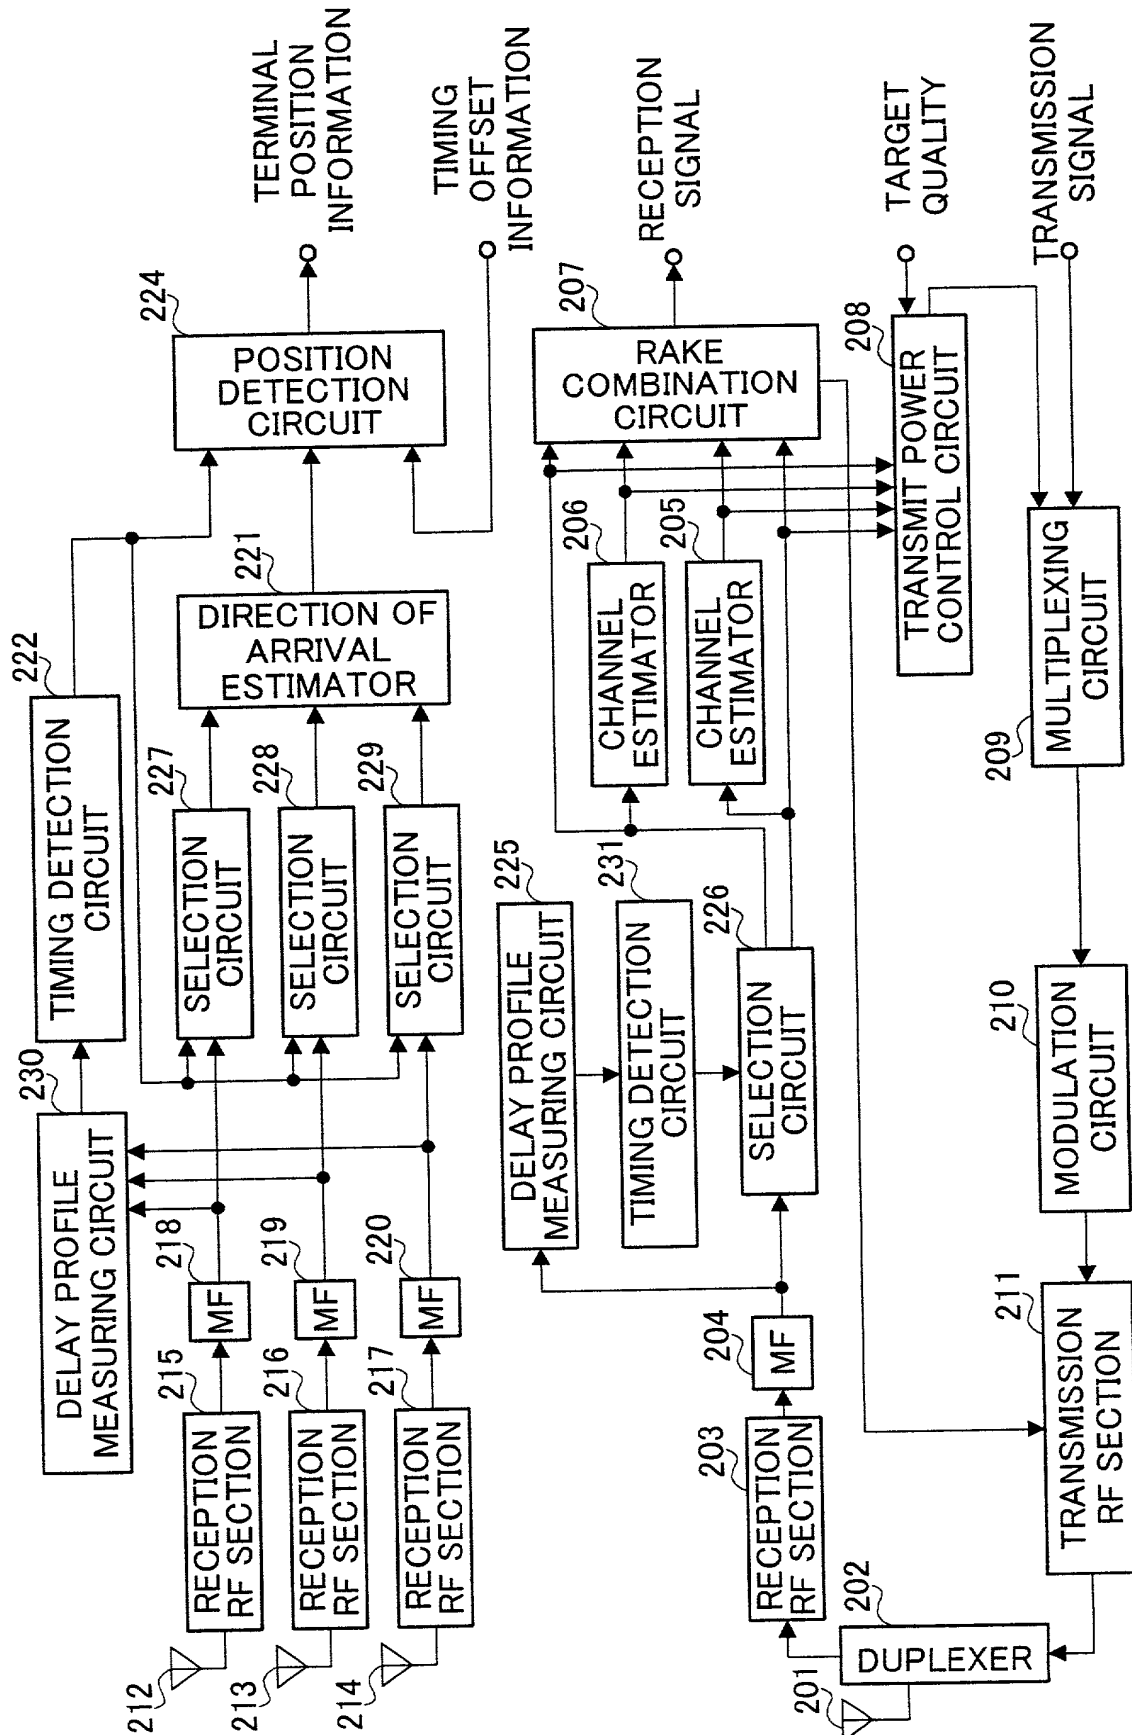 TERMINAL
POSITION
INFORMATION
TIMING
OFFSET
INFORMATION
RECEPTION
SIGNAL
TARGET
QUALITY
TRANSMISSION
SIGNAL
224
POSITION
DETECTION
CIRCUIT
207
RAKE
COMBINATION
CIRCUIT
208
TRANSMIT POWER
CONTROL CIRCUIT
221
DIRECTION OF
ARRIVAL
ESTIMATOR
206
CHANNEL
ESTIMATOR
205
CHANNEL
ESTIMATOR
209
MULTIPLEXING
CIRCUIT
222
TIMING DETECTION
CIRCUIT
227
SELECTION
CIRCUIT
228
SELECTION
CIRCUIT
229
SELECTION
CIRCUIT
225
DELAY PROFILE
MEASURING CIRCUIT
231
TIMING DETECTION
CIRCUIT
226
SELECTION
CIRCUIT
210
MODULATION
CIRCUIT
230
DELAY PROFILE
MEASURING CIRCUIT
218
MF
219
MF
220
MF
204
MF
211
TRANSMISSION
RF SECTION
215
RECEPTION
RF SECTION
216
RECEPTION
RF SECTION
217
RECEPTION
RF SECTION
203
RECEPTION
RF SECTION
202
DUPLEXER
212
213
214
201